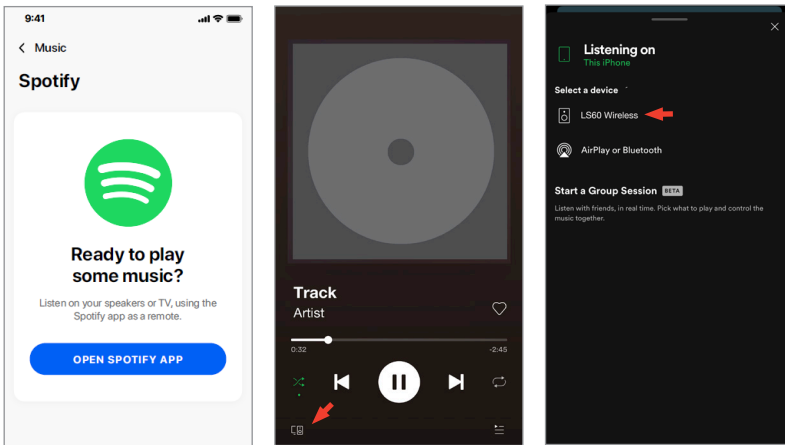 9:41
Music
Spotify
Ready to play
some music?
Listen on your speakers or TV, using the
Spotify app as a remote.
OPEN SPOTIFY APP
Track
Artist
0:32
-2:45
Listening on
This iPhone
Select a device
LS60 Wireless
AirPlay or Bluetooth
Start a Group Session BETA
Listen with friends, in real time. Pick what to play and control the
music together.